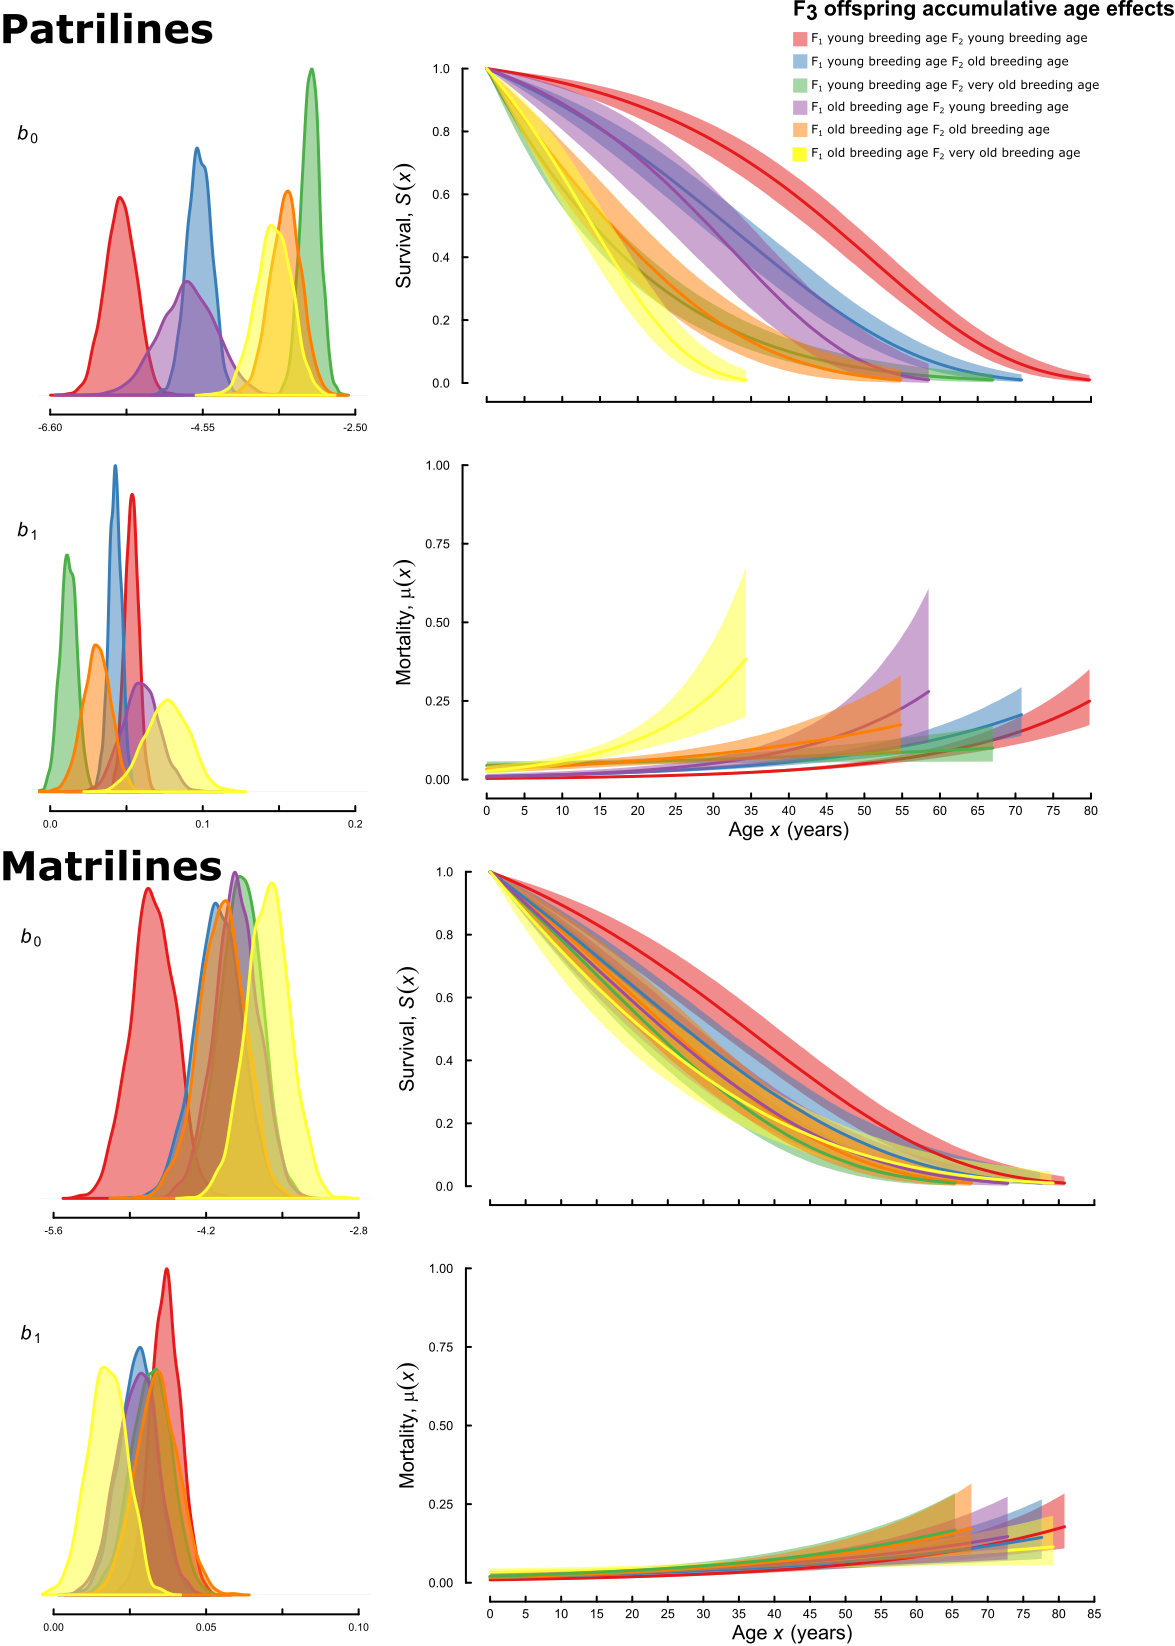 Patrilines
F3 offspring accumulative age effects
F1 young breeding age F2 young breeding age
F1 young breeding age F2 old breeding age
F1 young breeding age F2 very old breeding age
F1 old breeding age F2 young breeding age
F1 old breeding age F2 old breeding age
F1 old breeding age F2 very old breeding age
b0
-6.60 -4.55 -2.50
Survival, S(x)
1.0
0.8
0.6
0.4
0.2
0.0
b1
0.0 0.1 0.2
Mortality, μ(x)
1.00
0.75
0.50
0.25
0.00
0 5 10 15 20 25 30 35 40 45 50 55 60 65 70 75 80
Age x (years)
Matrilines
b0
-5.6 -4.2 -2.8
Survival, S(x)
1.0
0.8
0.6
0.4
0.2
0.0
b1
0.00 0.05 0.10
Mortality, μ(x)
1.00
0.75
0.50
0.25
0.00
0 5 10 15 20 25 30 35 40 45 50 55 60 65 70 75 80 85
Age x (years)